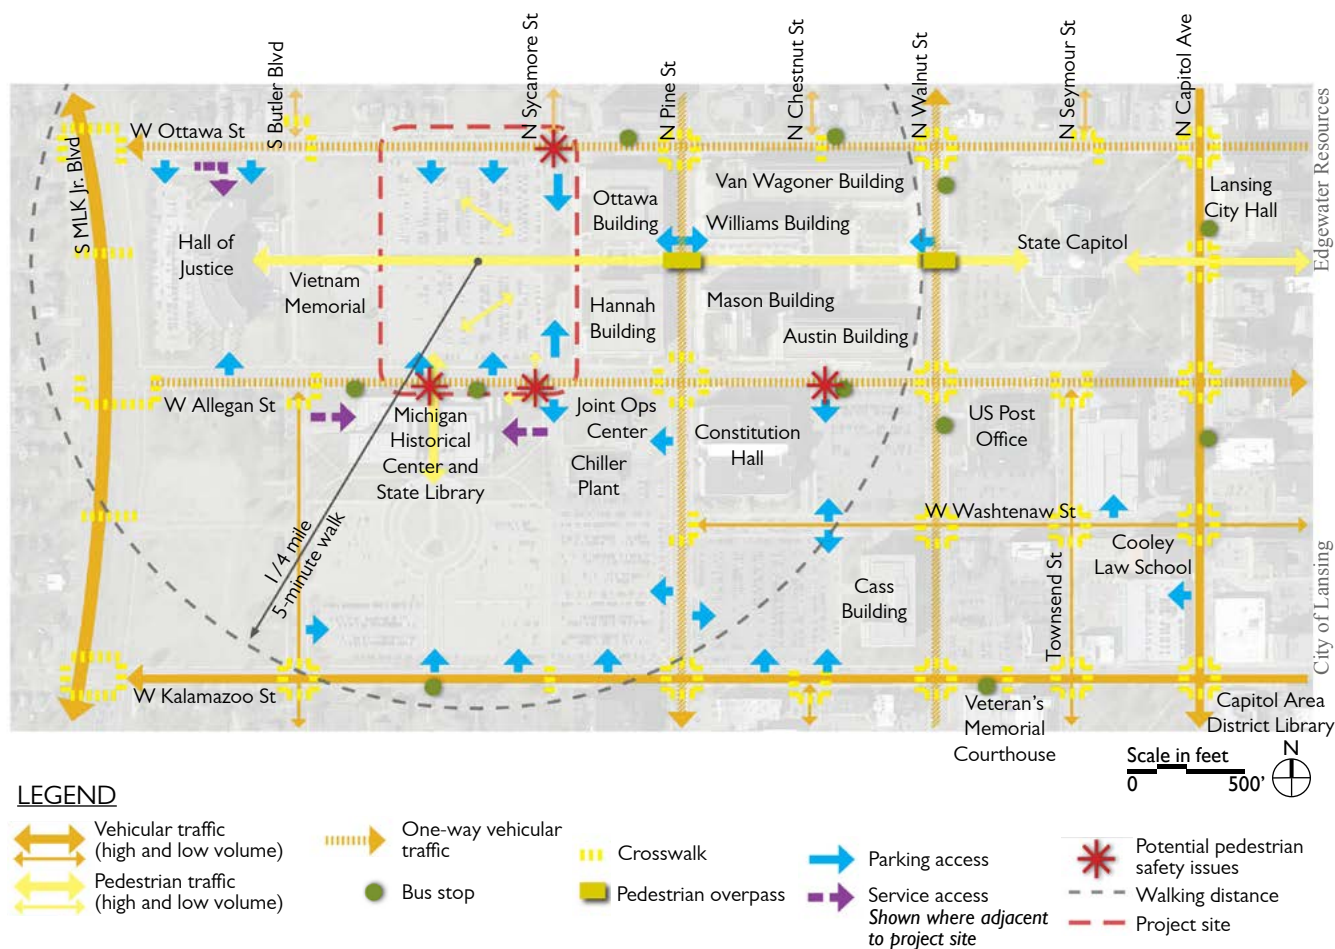 S Butler Blvd
N Sycamore St
N Pine St
N Chestnut St
N Walnut St
N Seymour St
N Capitol Ave
W Ottawa St
S MLK Jr. Blvd
Edgewater Resources
Van Wagoner Building
Lansing
City Hall
Ottawa
Building
Williams Building
Hall of
Justice
State Capitol
Vietnam
Memorial
Hannah
Building
Mason Building
Austin Building
W Allegan St
Michigan
Historical
Center and
State Library
Joint Ops
Center
Chiller
Plant
Constitution
Hall
US Post
Office
W Washtenaw St
1/4 mile
5-minute walk
Cooley
Law School
Cass
Building
Townsend St
City of Lansing
W Kalamazoo St
Veteran's
Memorial
Courthouse
Capitol Area
District Library
Scale in feet
0 500'
N
LEGEND
Vehicular traffic
(high and low volume)
Pedestrian traffic
(high and low volume)
One-way vehicular
traffic
Bus stop
Crosswalk
Pedestrian overpass
Parking access
Service access
Shown where adjacent
to project site
Potential pedestrian
safety issues
Walking distance
Project site